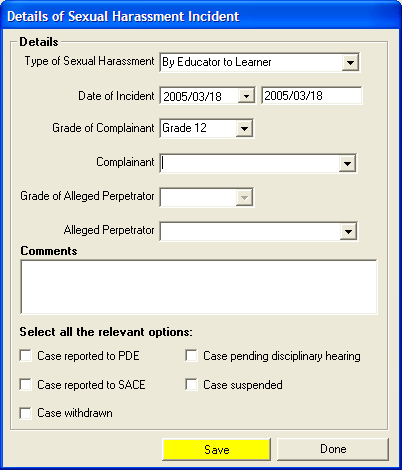 Details of Sexual Harassment Incident
Details
Type of Sexual Harassment By Educator to Learner
Date of Incident 2005/03/18 2005/03/18
Grade of Complainant Grade 12
Complainant
Grade of Alleged Perpetrator
Alleged Perpetrator
Comments
Select all the relevant options:
Case reported to PDE Case pending disciplinary hearing
Case reported to SACE Case suspended
Case withdrawn
Save Done